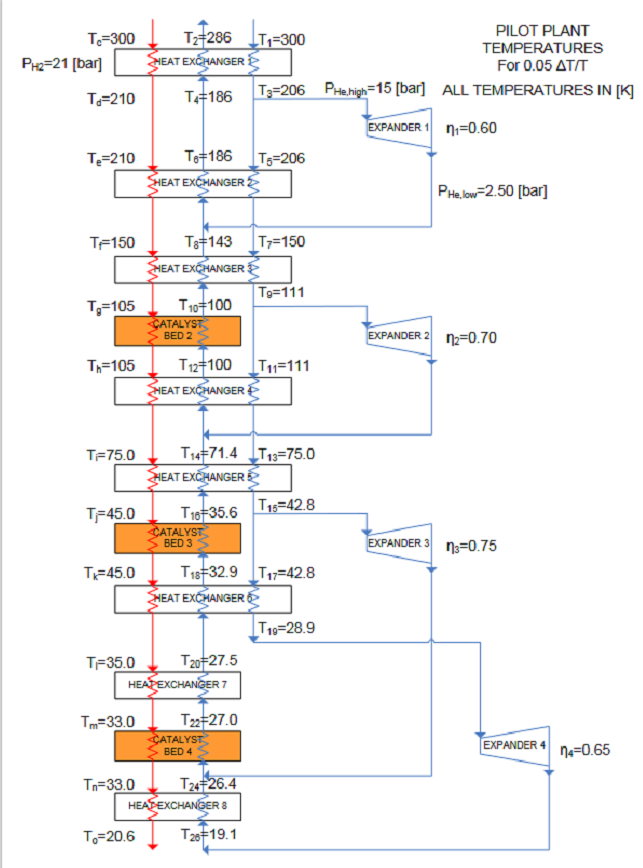 PILOT PLANT
TEMPERATURES
For 0.05 ΔT/T
ALL TEMPERATURES IN [K]
Tc=300
T2=286
T1=300
PH2=21 [bar]
HEAT EXCHANGER 1
Td=210
T4=186
T3=206
PHe,high=15 [bar]
EXPANDER 1
η1=0.60
Te=210
T6=186
T5=206
HEAT EXCHANGER 2
PHe,low=2.50 [bar]
Tf=150
T8=143
T7=150
HEAT EXCHANGER 3
Tg=105
T10=100
T9=111
CATALYST
BED 2
EXPANDER 2
η2=0.70
Th=105
T12=100
T11=111
HEAT EXCHANGER 4
Ti=75.0
T14=71.4
T13=75.0
HEAT EXCHANGER 5
Tj=45.0
T16=35.6
T15=42.8
CATALYST
BED 3
EXPANDER 3
η3=0.75
Tk=45.0
T18=32.9
T17=42.8
HEAT EXCHANGER 6
T19=28.9
Tl=35.0
T20=27.5
HEAT EXCHANGER 7
Tm=33.0
T22=27.0
CATALYST
BED 4
EXPANDER 4
η4=0.65
Tn=33.0
T24=26.4
HEAT EXCHANGER 8
To=20.6
T26=19.1